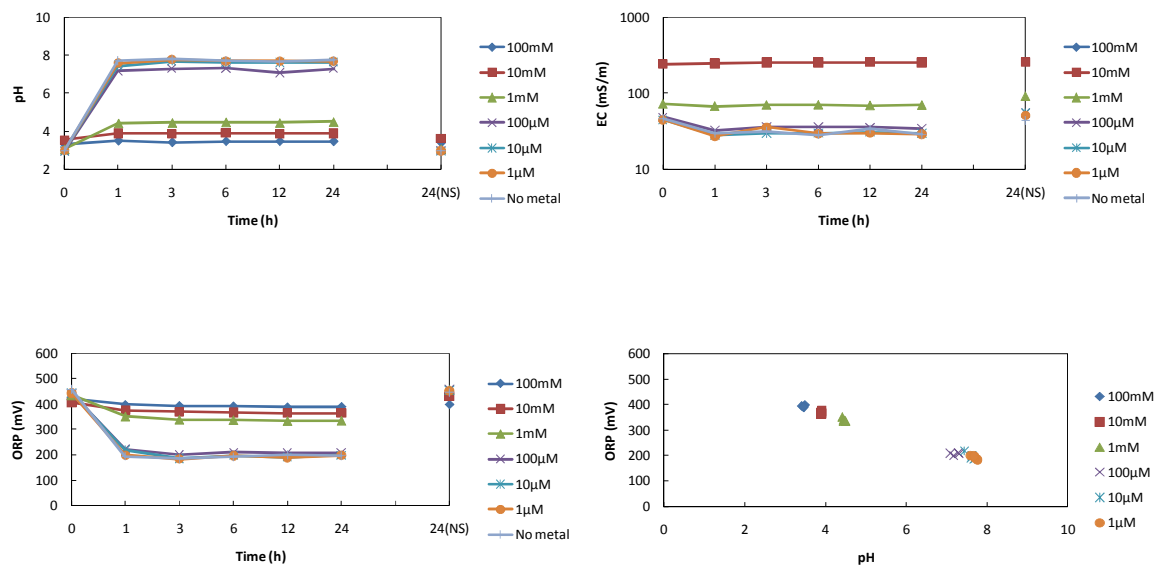 10
8
6
4
2
pH
0
1
3
6
12
24
24(NS)
Time (h)
100mM
10mM
1mM
100µM
10µM
1µM
No metal
1000
100
10
EC (mS/m)
0
1
3
6
12
24
24(NS)
Time (h)
100mM
10mM
1mM
100µM
10µM
1µM
No metal
600
500
400
300
200
100
0
ORP (mV)
0
1
3
6
12
24
24(NS)
Time (h)
100mM
10mM
1mM
100µM
10µM
1µM
No metal
600
500
400
300
200
100
0
ORP (mV)
0
2
4
6
8
10
pH
100mM
10mM
1mM
100µM
10µM
1µM